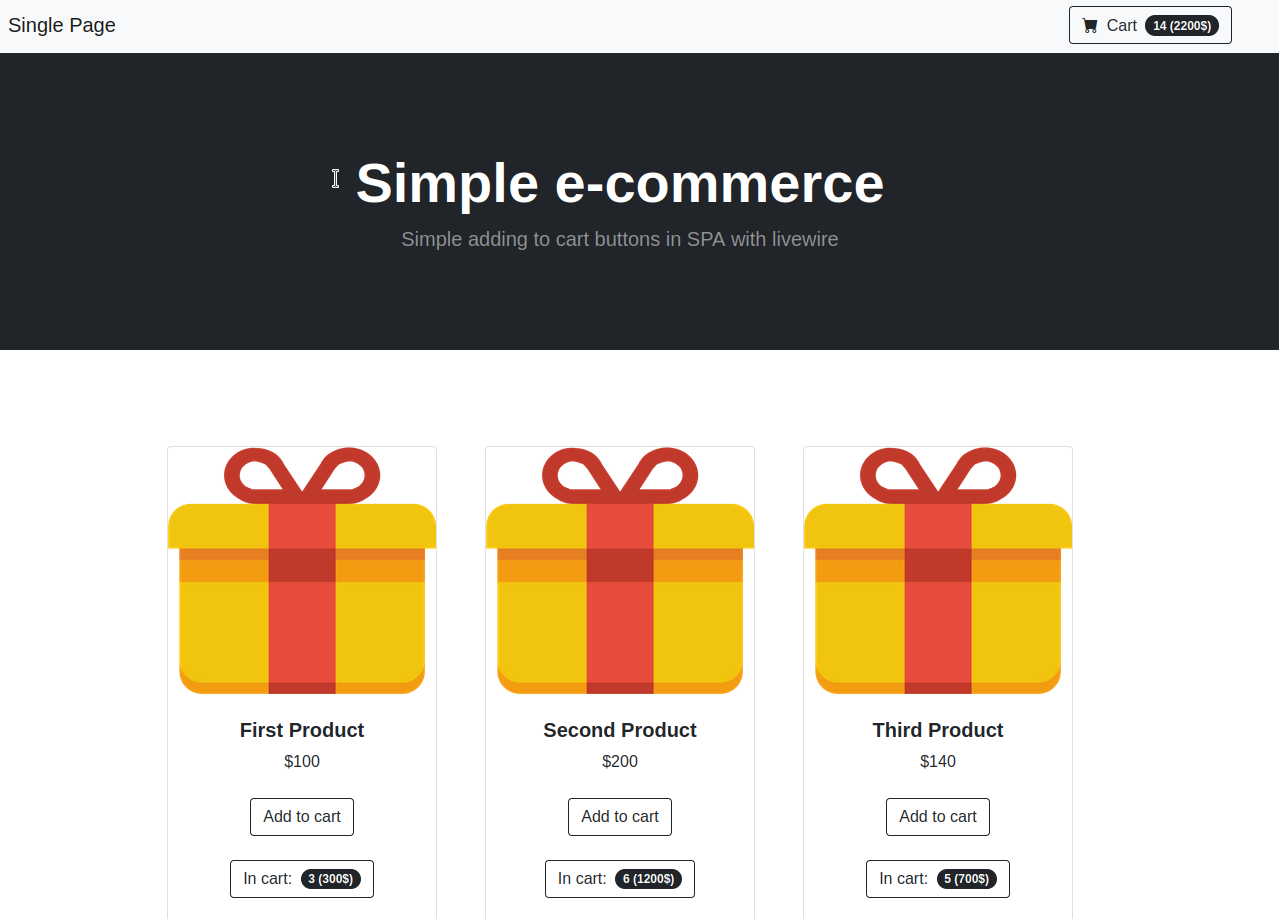 Single Page
Cart 14 (2200$)
Simple e-commerce
Simple adding to cart buttons in SPA with livewire
First Product
$100
Add to cart
In cart: 3 (300$)
Second Product
$200
Add to cart
In cart: 6 (1200$)
Third Product
$140
Add to cart
In cart: 5 (700$)